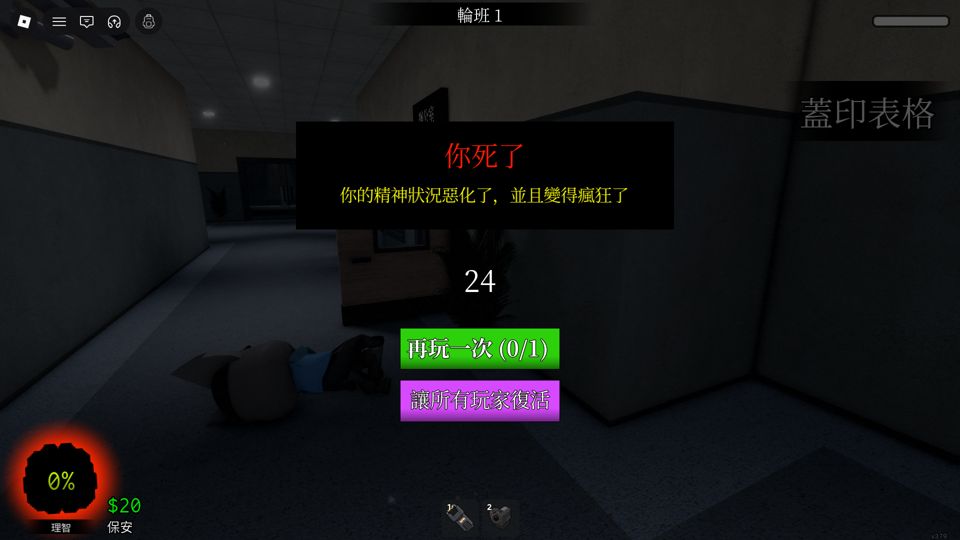 輪班 1
蓋印表格
你死了
你的精神狀況惡化了，並且變得瘋狂了
24
再玩一次 (0/1)
讓所有玩家復活
0%
$20
理智
保安
1
2